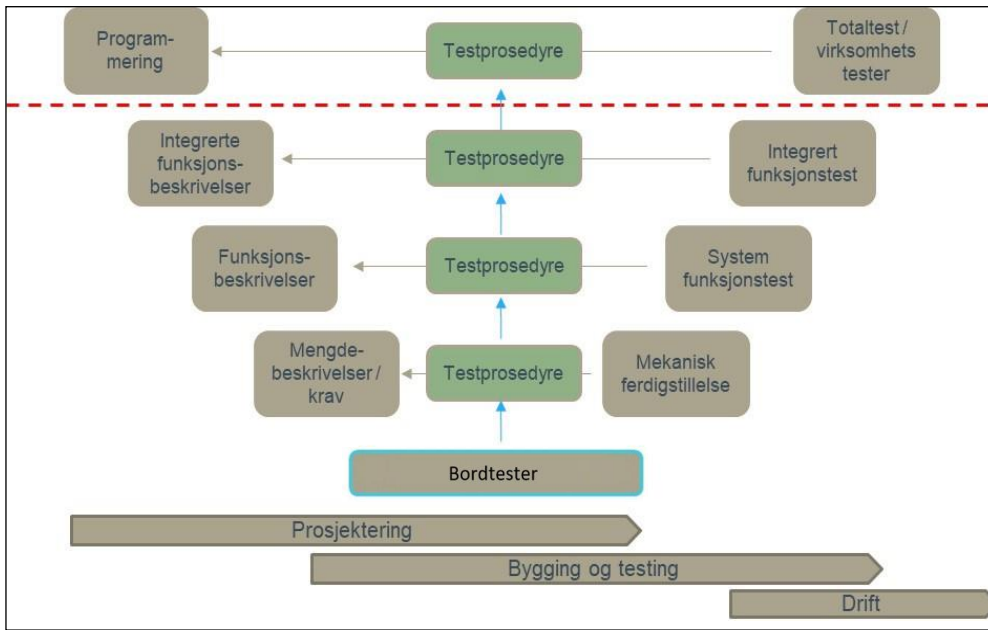 Program-
mering
Testprosedyre
Totaltest /
virksomhets
tester
Integrerte
funksjons-
beskrivelser
Testprosedyre
Integrert
funksjonstest
Funksjons-
beskrivelser
Testprosedyre
System
funksjonstest
Mengde-
beskrivelser /
krav
Testprosedyre
Mekanisk
ferdigstillelse
Bordtester
Prosjektering
Bygging og testing
Drift